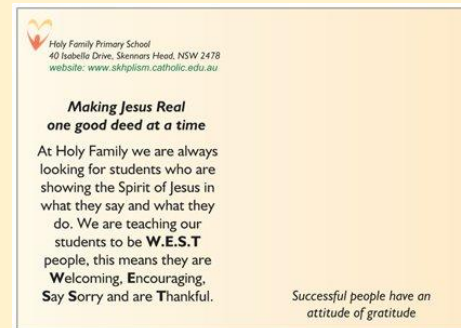 Holy Family Primary School
40 Isabella Drive, Skennars Head, NSW 2478
website: www.skhplism.catholic.edu.au
Making Jesus Real
one good deed at a time
At Holy Family we are always
looking for students who are
showing the Spirit of Jesus in
what they say and what they
do. We are teaching our
students to be W.E.S.T
people, this means they are
Welcoming, Encouraging,
Say Sorry and are Thankful.
Successful people have an
attitude of gratitude